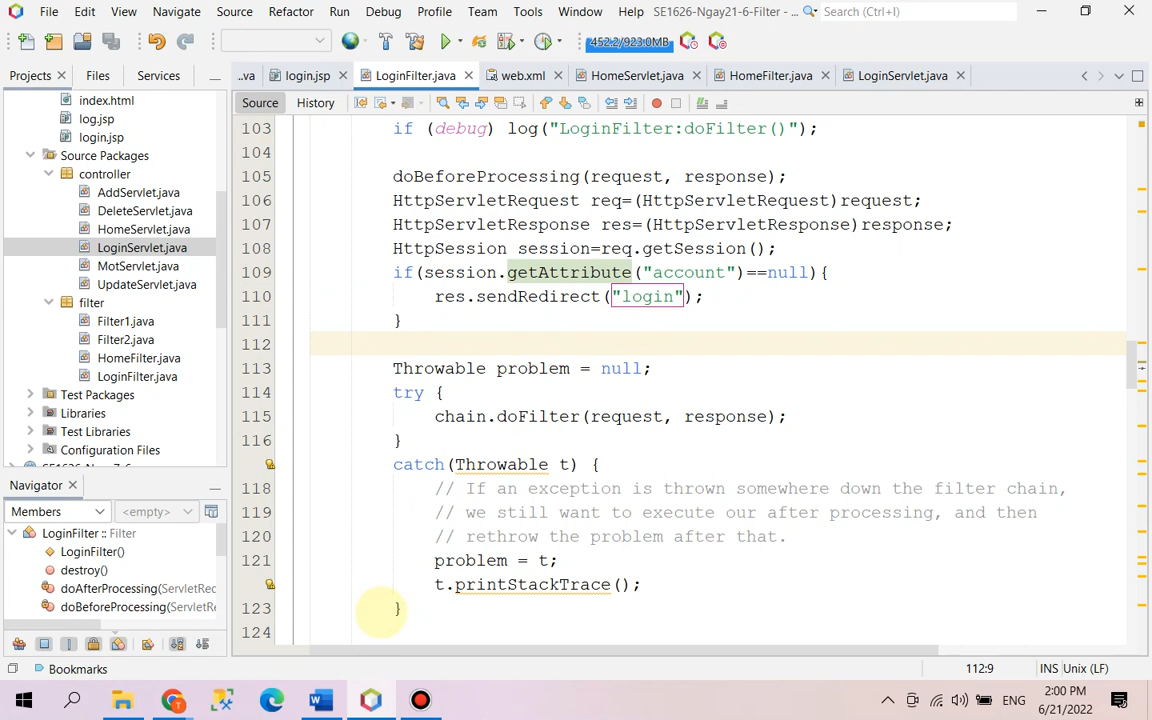 File Edit View Navigate Source Refactor Run Debug Profile Team Tools Window Help SE1626-Ngay21-6-Filter - ... Search (Ctrl+I)
452.2/923.0MB
Projects Files Services
..va login.jsp LoginFilter.java web.xml HomeServlet.java HomeFilter.java LoginServlet.java
Source History
index.html
log.jsp
login.jsp
Source Packages
controller
AddServlet.java
DeleteServlet.java
HomeServlet.java
LoginServlet.java
MotServlet.java
UpdateServlet.java
filter
Filter1.java
Filter2.java
HomeFilter.java
LoginFilter.java
Test Packages
Libraries
Test Libraries
Configuration Files
Navigator
Members <empty>
LoginFilter :: Filter
LoginFilter()
destroy()
doAfterProcessing(ServletRec
doBeforeProcessing(ServletRe
103 if (debug) log("LoginFilter:doFilter()");
104
105 doBeforeProcessing(request, response);
106 HttpServletRequest req=(HttpServletRequest)request;
107 HttpServletResponse res=(HttpServletResponse)response;
108 HttpSession session=req.getSession();
109 if(session.getAttribute("account")==null){
110 res.sendRedirect("login");
111 }
112
113 Throwable problem = null;
114 try {
115 chain.doFilter(request, response);
116 }
catch(Throwable t) {
118 // If an exception is thrown somewhere down the filter chain,
119 // we still want to execute our after processing, and then
120 // rethrow the problem after that.
121 problem = t;
t.printStackTrace();
123 }
124
Bookmarks
112:9 INS Unix (LF)
ENG
2:00 PM
6/21/2022